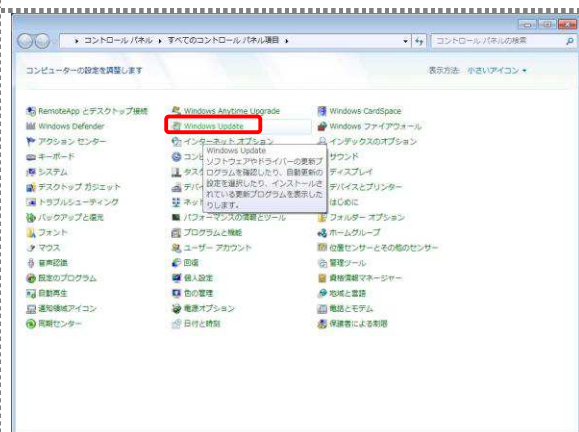 コントロール パネル ▸ すべてのコントロール パネル項目 ▸
コントロール パネルの検索
コンピューターの設定を調整します
表示方法: 小さいアイコン
RemoteApp とデスクトップ接続
Windows Anytime Upgrade
Windows CardSpace
Windows Defender
Windows Update
Windows ファイアウォール
アクション センター
インターネット オプション
インデックスのオプション
キーボード
コンピ
サウンド
システム
タスク
ディスプレイ
デスクトップ ガジェット
デバイ
デバイスとプリンター
トラブルシューティング
ネット
はじめに
Windows Update
ソフトウェアやドライバーの更新プ
ログラムを確認したり、自動更新の
設定を選択したり、インストールさ
れている更新プログラムを表示した
りします。
バックアップと復元
パフォーマンスの情報とツール
フォルダー オプション
フォント
プログラムと機能
ホームグループ
マウス
ユーザー アカウント
位置センサーとその他のセンサー
音声認識
回復
管理ツール
既定のプログラム
個人設定
資格情報マネージャー
自動再生
色の管理
地域と言語
通知領域アイコン
電源オプション
電話とモデム
同期センター
日付と時刻
保護者による制限